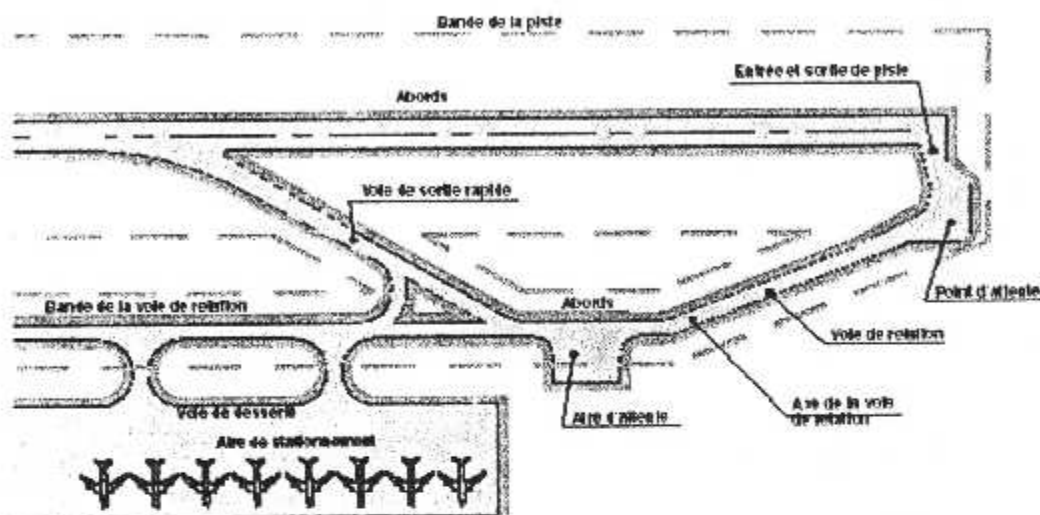 Bande de la piste
Entrée et sortie de piste
Abords
Voie de sortie rapide
Bande de la voie de relation
Abords
Point d'attente
Voie de relation
Axe de la voie
de relation
Voie de desserte
Aire d'attente
Aire de stationnement